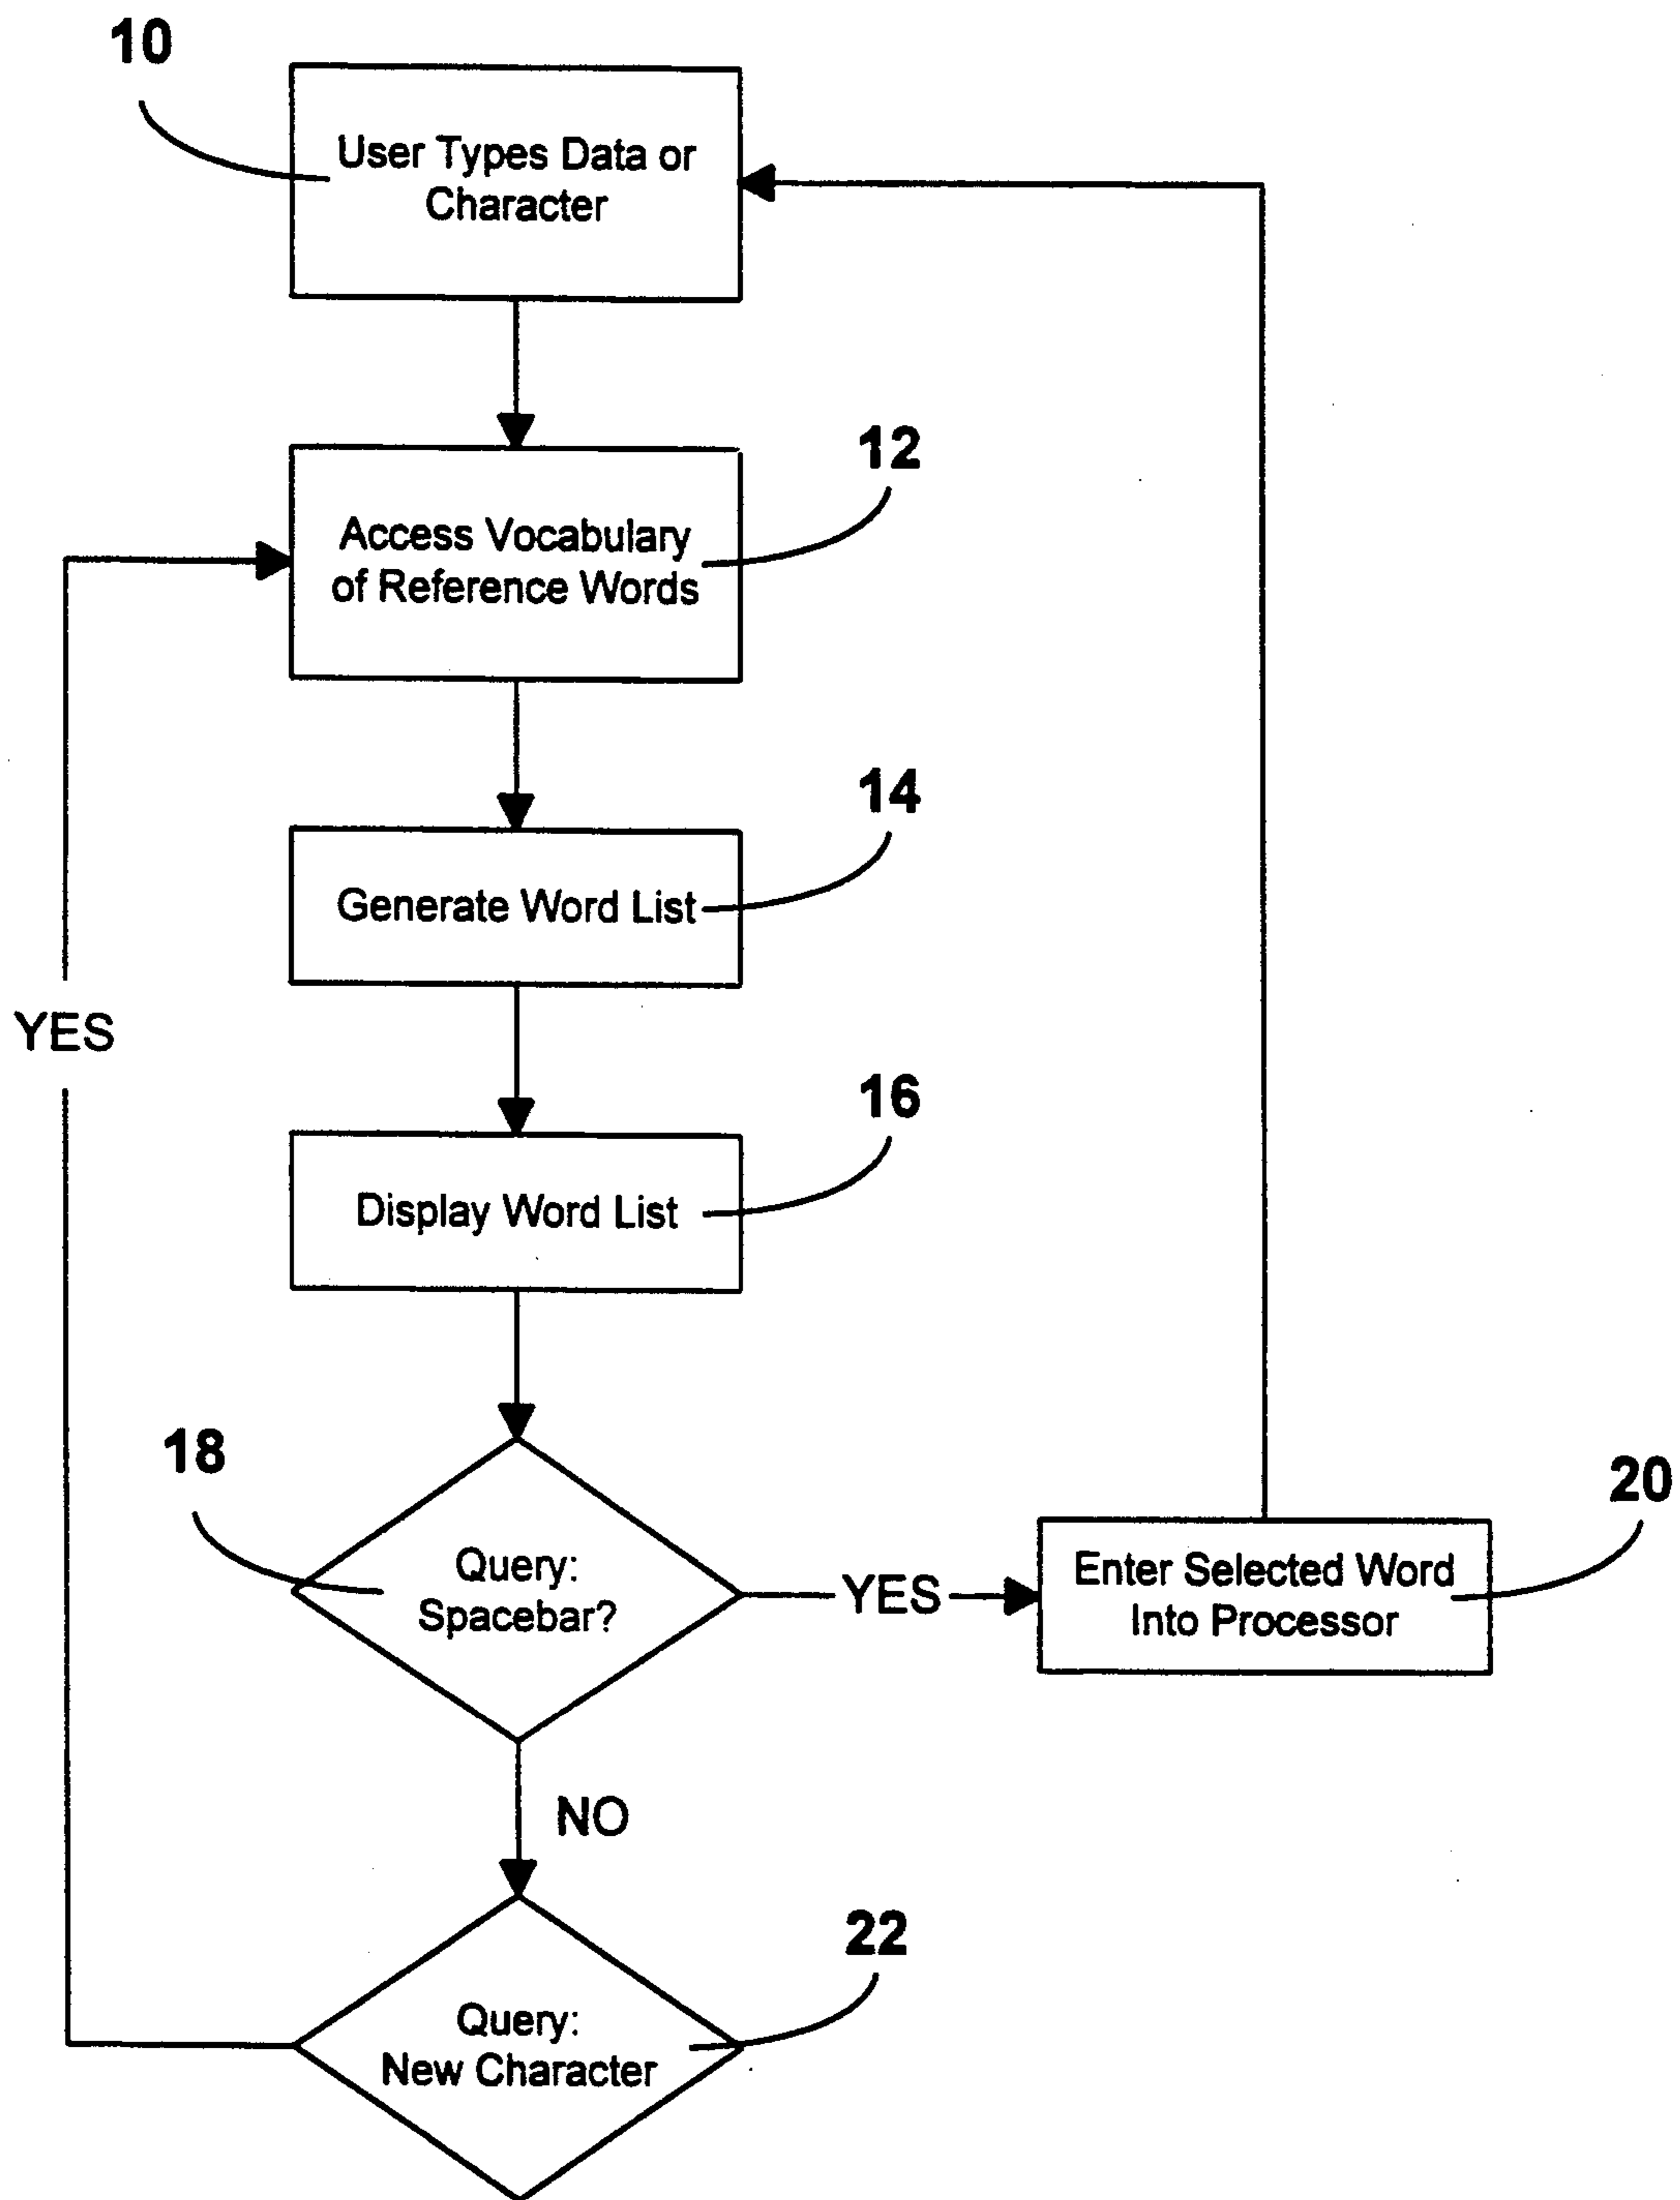 10
User Types Data or
Character
12
Access Vocabulary
of Reference Words
14
Generate Word List
YES
16
Display Word List
18
Query:
Spacebar?
YES
20
Enter Selected Word
Into Processor
NO
22
Query:
New Character